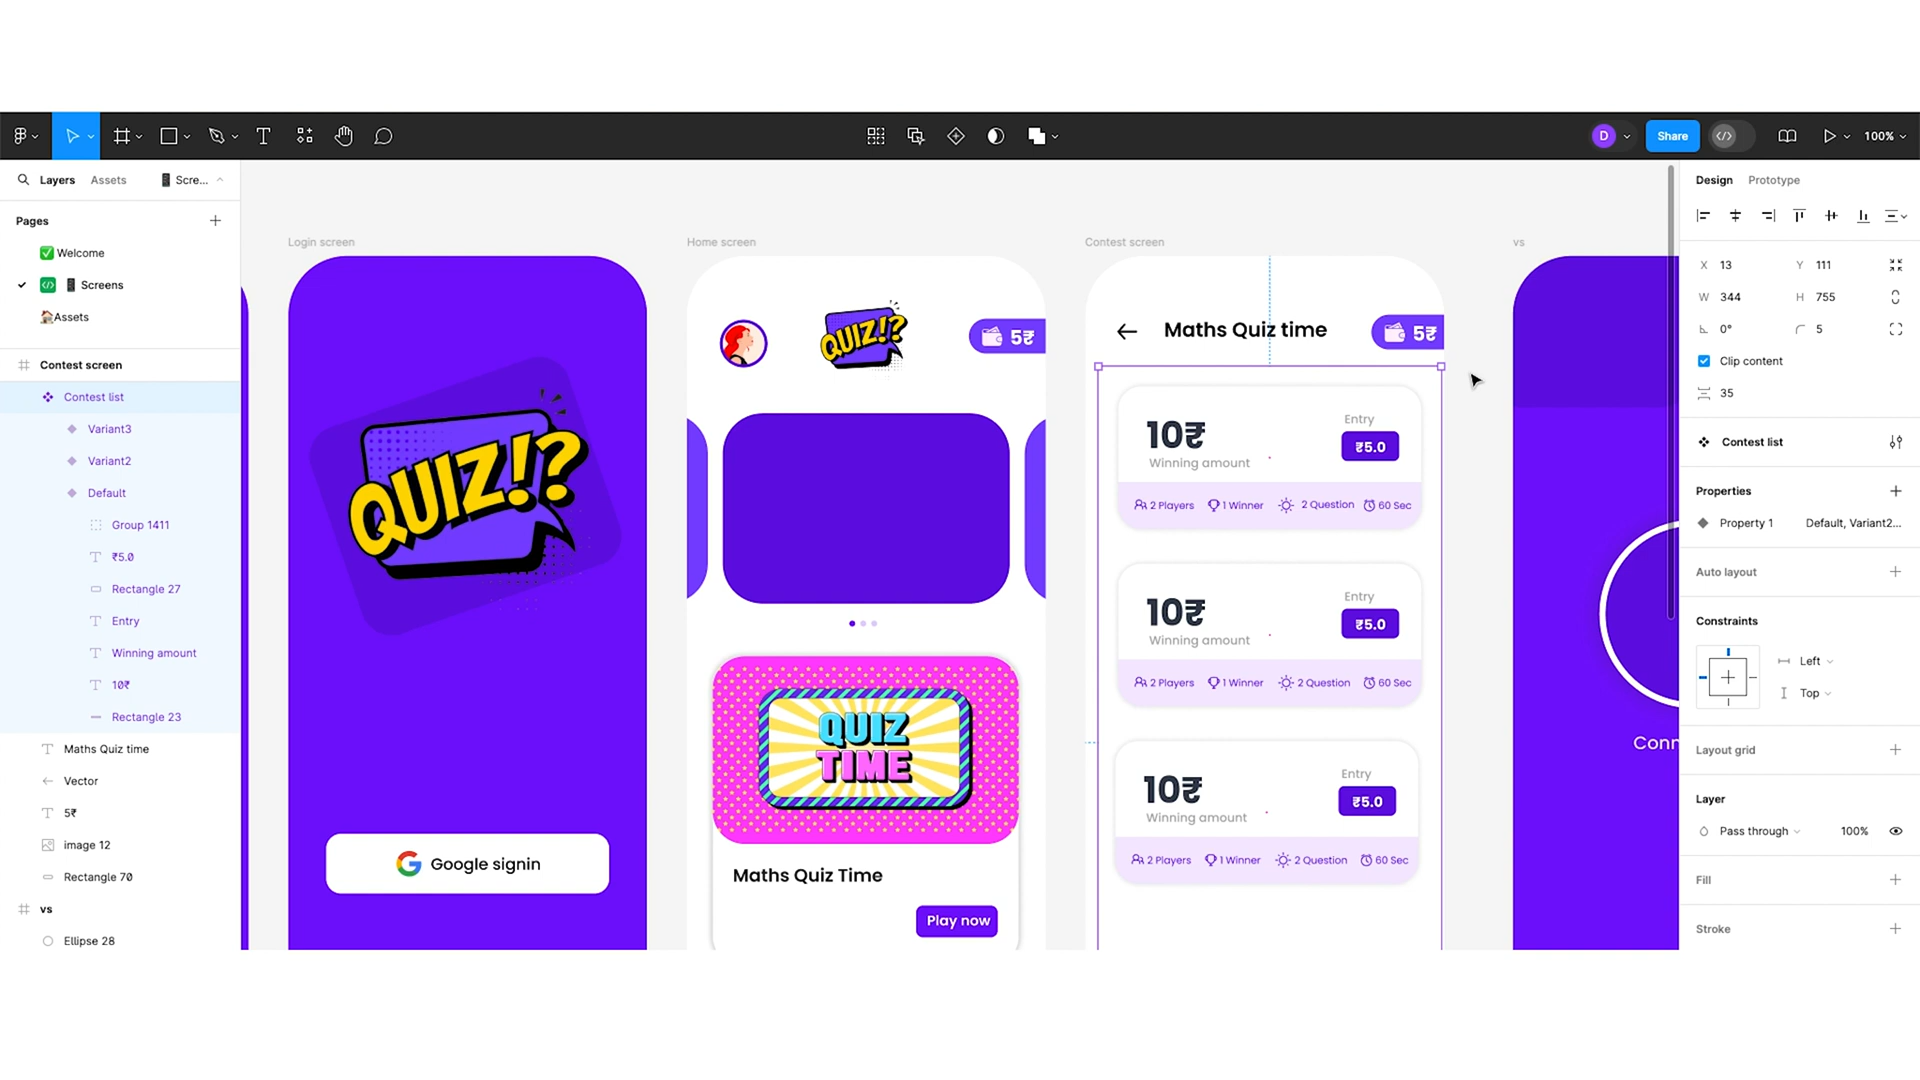 D
Share
100%
Layers
Assets
Scre...
Pages
Welcome
Screens
Assets
Contest screen
Contest list
Variant3
Variant2
Default
Group 1411
₹5.0
Rectangle 27
Entry
Winning amount
10₹
Rectangle 23
Maths Quiz time
Vector
5₹
image 12
Rectangle 70
vs
Ellipse 28
Login screen
QUIZ!?
Google signin
Home screen
QUIZ!?
5₹
QUIZ
TIME
Maths Quiz Time
Play now
Contest screen
Maths Quiz time
5₹
10₹
Winning amount
Entry
₹5.0
2 Players
1 Winner
2 Question
60 Sec
10₹
Winning amount
Entry
₹5.0
2 Players
1 Winner
2 Question
60 Sec
10₹
Winning amount
Entry
₹5.0
2 Players
1 Winner
2 Question
60 Sec
vs
Conn
Design
Prototype
X 13
Y 111
W 344
H 755
0°
5
Clip content
35
Contest list
Properties
Property 1
Default, Variant2...
Auto layout
Constraints
Left
Top
Layout grid
Layer
Pass through
100%
Fill
Stroke